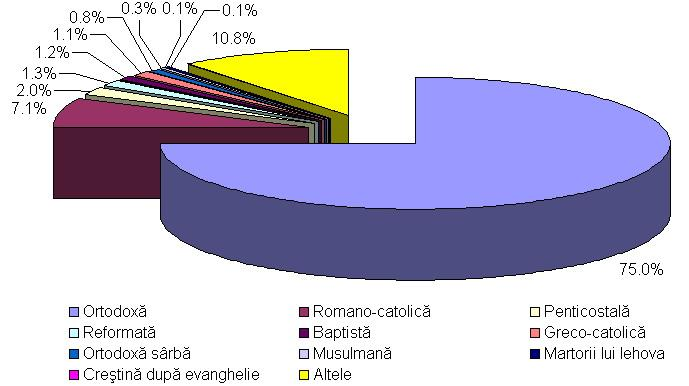 0.3% 0.1%
0.8% 0.1%
1.1% 10.8%
1.2%
1.3%
2.0%
7.1%
75.0%
Ortodoxă Romano-catolică Penticostală
Reformată Baptistă Greco-catolică
Ortodoxă sârbă Musulmană Martorii lui Iehova
Creştină după evanghelie Altele